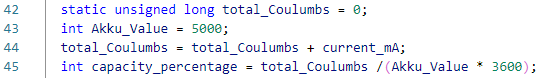 42 static unsigned long total_Coulumbs = 0;
43 int Akku_Value = 5000;
44 total_Coulumbs = total_Coulumbs + current_mA;
45 int capacity_percentage = total_Coulumbs /(Akku_Value * 3600);